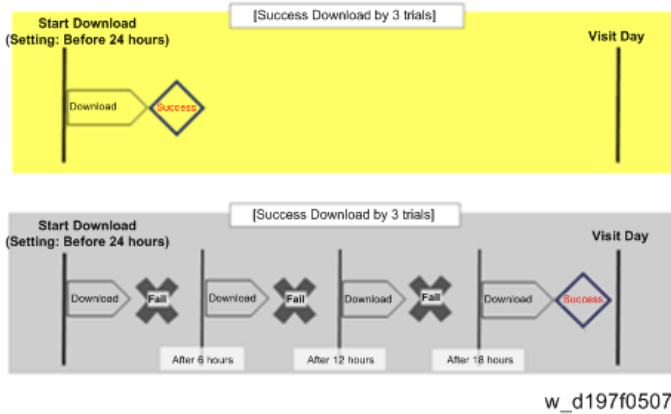 [Success Download by 3 trials]
Start Download
(Setting: Before 24 hours)
Visit Day
Download
Success
[Success Download by 3 trials]
Start Download
(Setting: Before 24 hours)
Visit Day
Download
Fail
Download
Fail
Download
Fail
Download
Success
After 6 hours
After 12 hours
After 18 hours
w_d197f0507